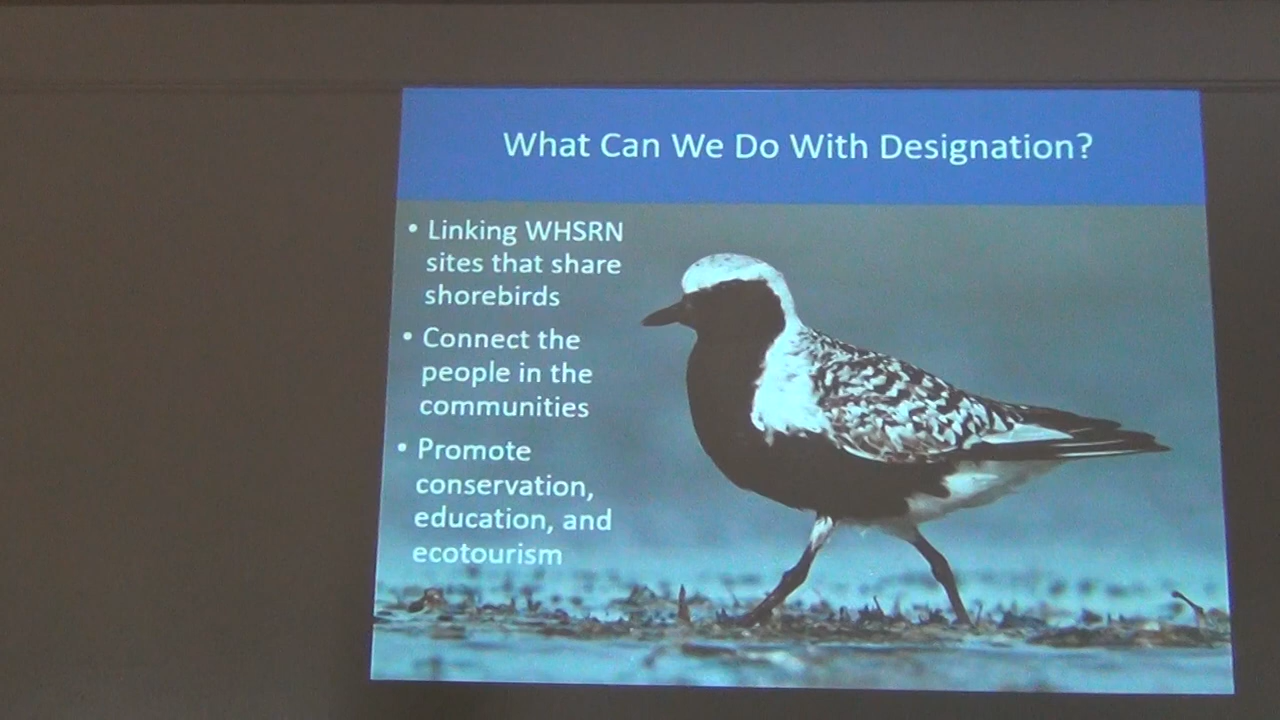 What Can We Do With Designation?
• Linking WHSRN
sites that share
shorebirds
• Connect the
people in the
communities
• Promote
conservation,
education, and
ecotourism